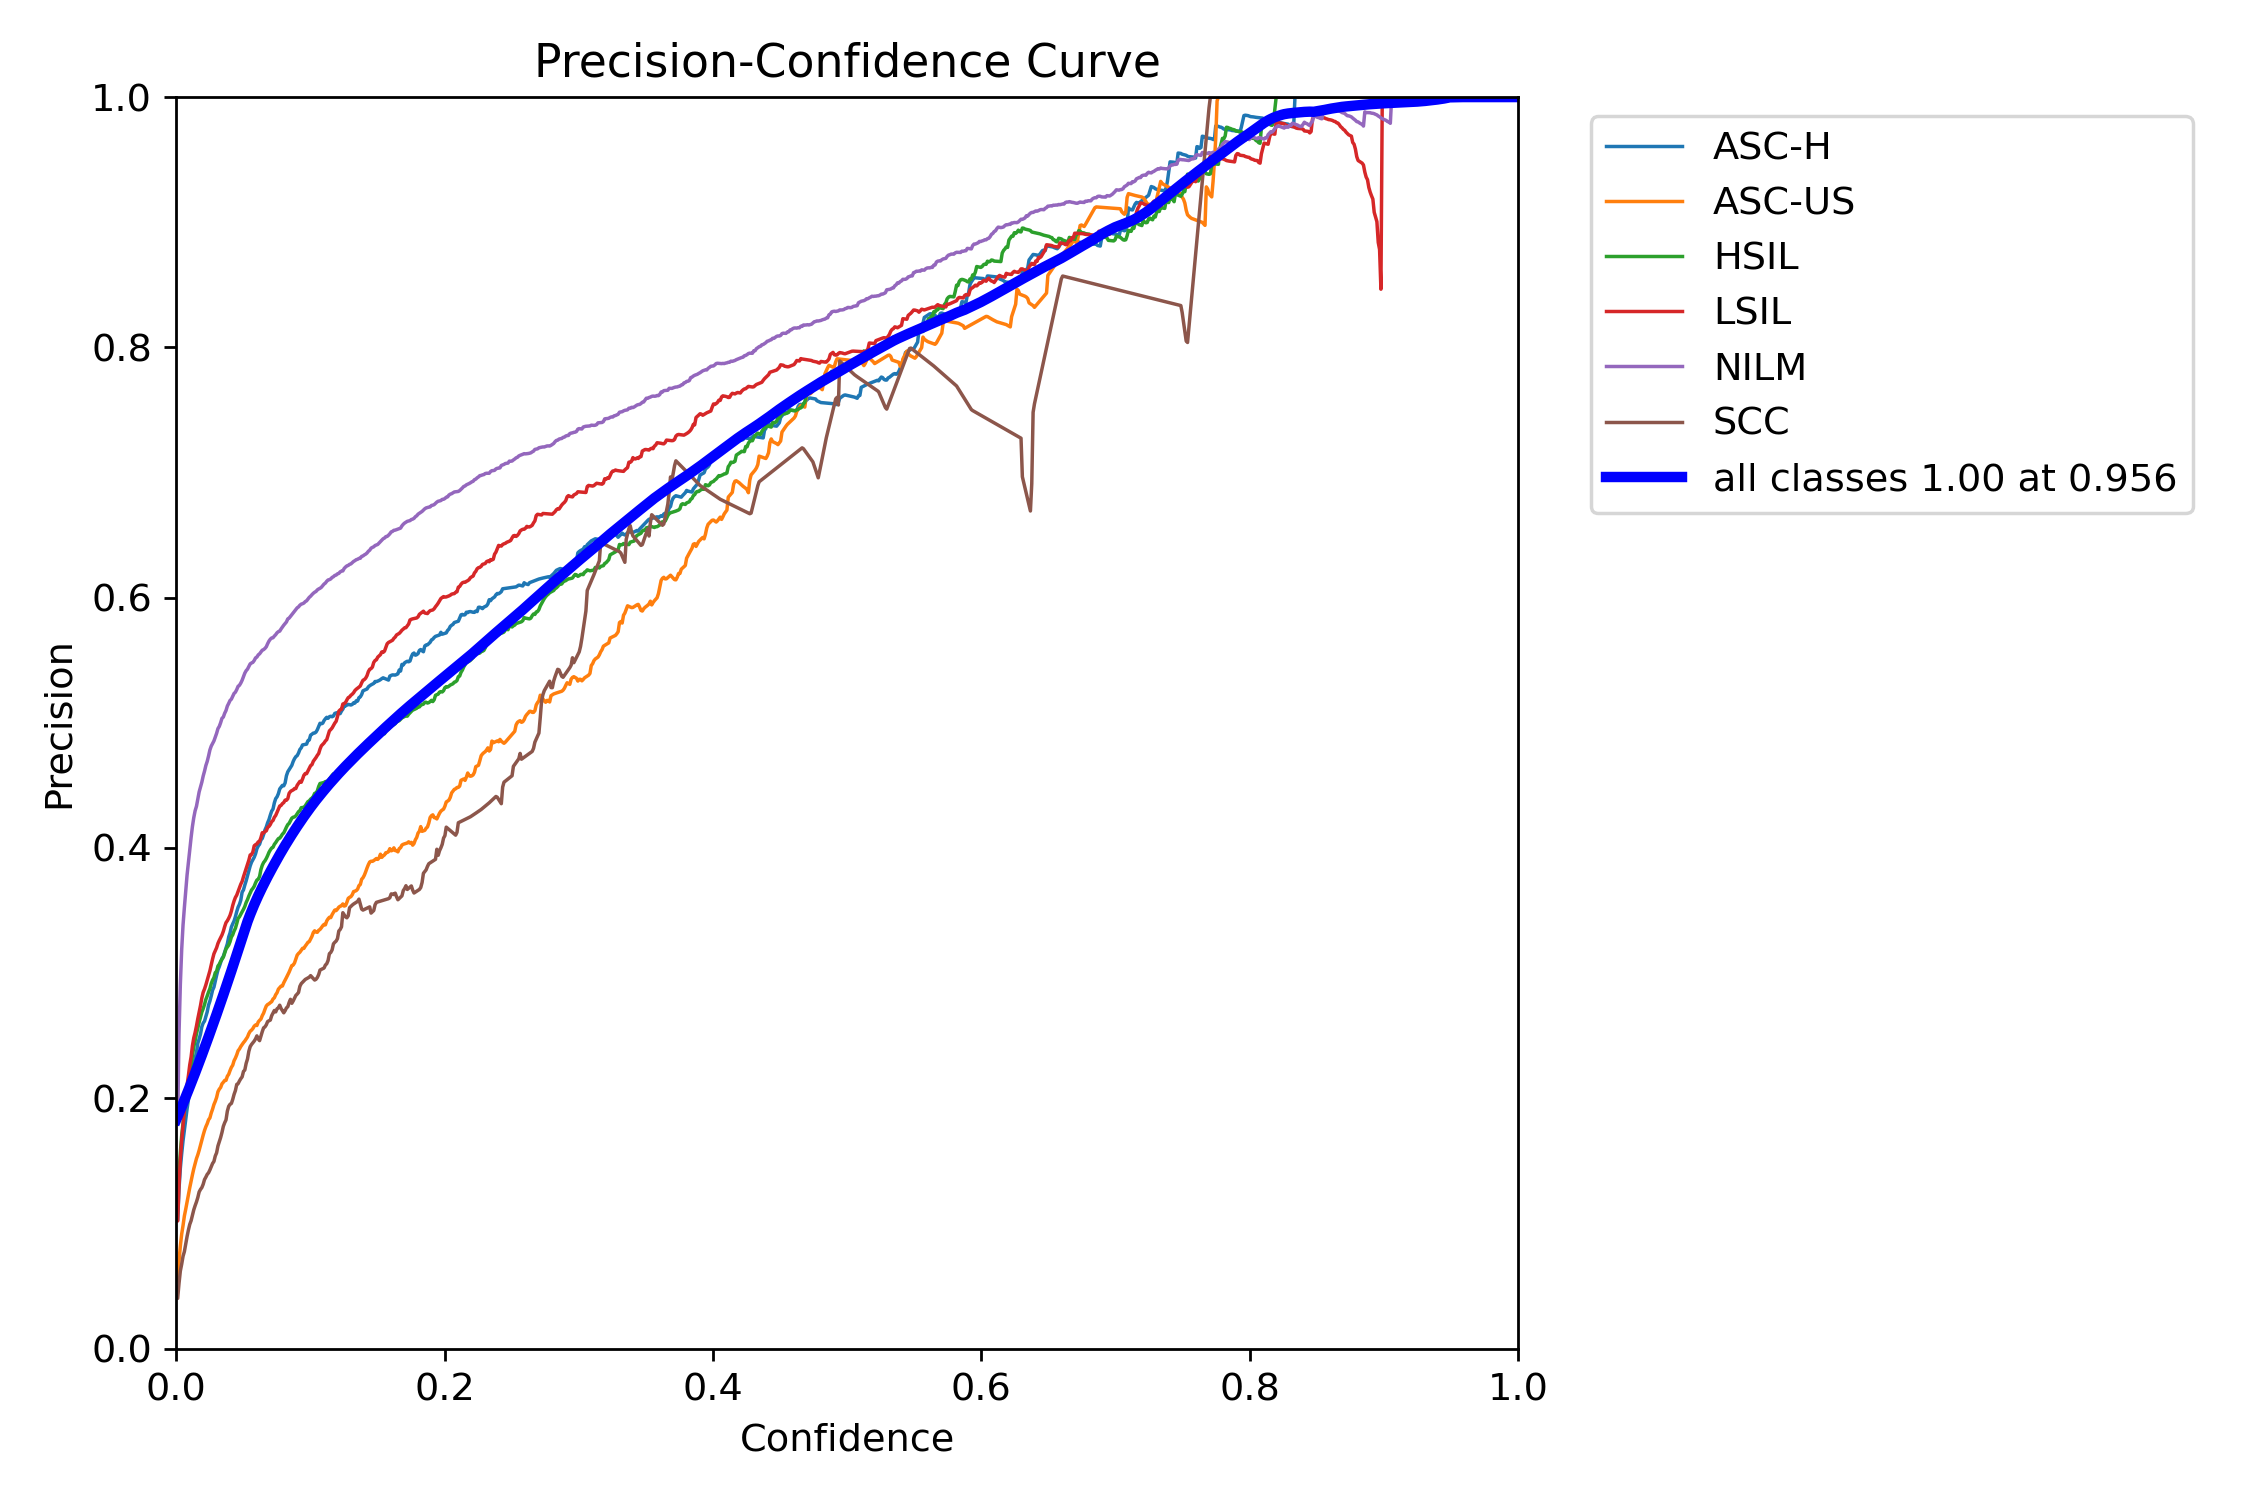 Precision-Confidence Curve
1.0
0.8
0.6
0.4
0.2
0.0
Precision
0.0 0.2 0.4 0.6 0.8 1.0
Confidence
ASC-H
ASC-US
HSIL
LSIL
NILM
SCC
all classes 1.00 at 0.956